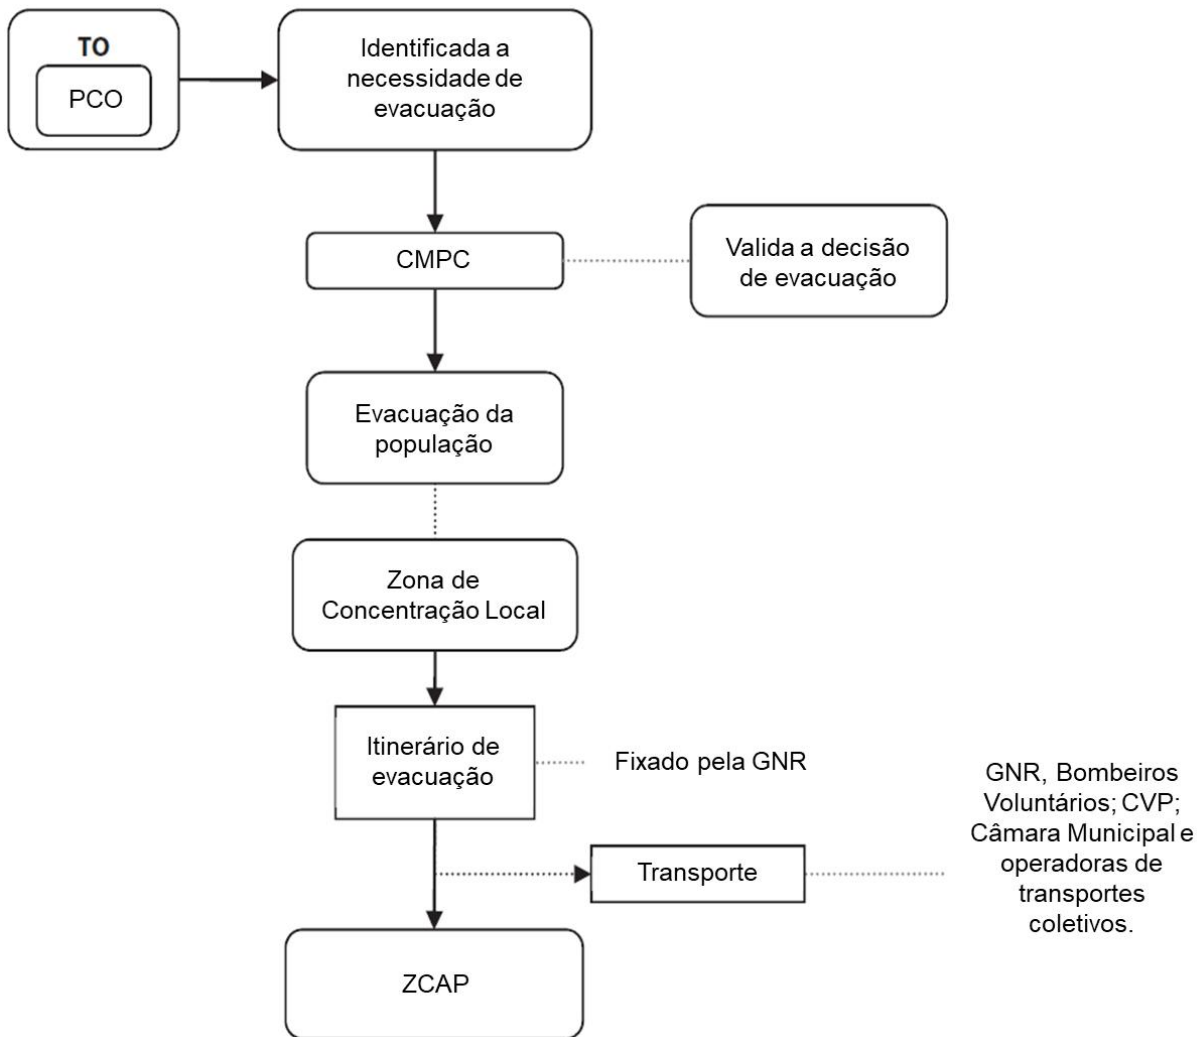 TO
PCO
Identificada a
necessidade de
evacuação
CMPC
Valida a decisão
de evacuação
Evacuação da
população
Zona de
Concentração Local
Itinerário de
evacuação
Fixado pela GNR
Transporte
GNR, Bombeiros
Voluntários; CVP;
Câmara Municipal e
operadoras de
transportes
coletivos.
ZCAP